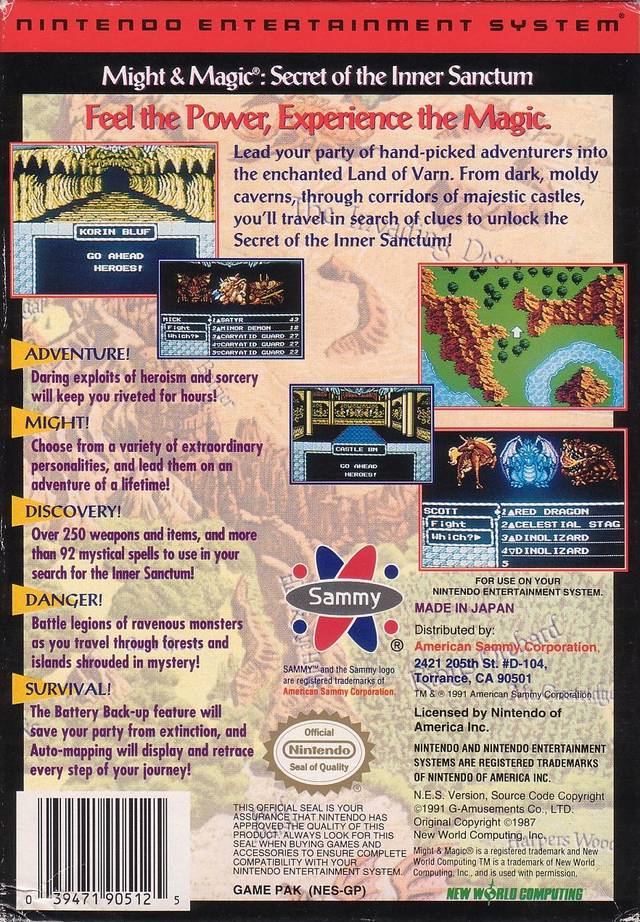 NINTENDO ENTERTAINMENT SYSTEM®
Might & Magic®: Secret of the Inner Sanctum
Feel the Power, Experience the Magic.
Lead your party of hand-picked adventurers into
the enchanted Land of Varn. From dark, moldy
caverns, through corridors of majestic castles,
you'll travel in search of clues to unlock the
Secret of the Inner Sanctum!
KORIN BLUF
GO AHEAD
HEROES!
NICK
Fight
Which?▶
1▲SATYR 43
2▲MINOR DEMON 18
3▲CARYATID GUARD 27
4▽CARYATID GUARD 27
5▽CARYATID GUARD 22
ADVENTURE!
Daring exploits of heroism and sorcery
will keep you riveted for hours!
MIGHT!
Choose from a variety of extraordinary
personalities, and lead them on an
adventure of a lifetime!
CASTLE BN
GO AHEAD
HEROES!
SCOTT
Fight
Which?▶
1▲RED DRAGON
2▲CELESTIAL STAG
3▲DINOLIZARD
4▽DINOLIZARD
5
DISCOVERY!
Over 250 weapons and items, and more
than 92 mystical spells to use in your
search for the Inner Sanctum!
DANGER!
Battle legions of ravenous monsters
as you travel through forests and
islands shrouded in mystery!
SURVIVAL!
The Battery Back-up feature will
save your party from extinction, and
Auto-mapping will display and retrace
every step of your journey!
Sammy
®
SAMMY™ and the Sammy logo
are registered trademarks of
American Sammy Corporation.
Official
Nintendo
Seal of Quality
®
THIS OFFICIAL SEAL IS YOUR
ASSURANCE THAT NINTENDO HAS
APPROVED THE QUALITY OF THIS
PRODUCT. ALWAYS LOOK FOR THIS
SEAL WHEN BUYING GAMES AND
ACCESSORIES TO ENSURE COMPLETE
COMPATIBILITY WITH YOUR
NINTENDO ENTERTAINMENT SYSTEM.
GAME PAK (NES-GP)
FOR USE ON YOUR
NINTENDO ENTERTAINMENT SYSTEM.
MADE IN JAPAN
Distributed by:
American Sammy Corporation,
2421 205th St. #D-104,
Torrance, CA 90501
TM & ® 1991 American Sammy Corporation
Licensed by Nintendo of
America Inc.
NINTENDO AND NINTENDO ENTERTAINMENT
SYSTEMS ARE REGISTERED TRADEMARKS
OF NINTENDO OF AMERICA INC.
N.E.S. Version, Source Code Copyright
©1991 G-Amusements Co., LTD.
Original Copyright ©1987
New World Computing, Inc.
Might & Magic® is a registered trademark and New
World Computing TM is a trademark of New World
Computing, Inc., and is used with permission.
NEW WORLD COMPUTING
0 39471 90512 5